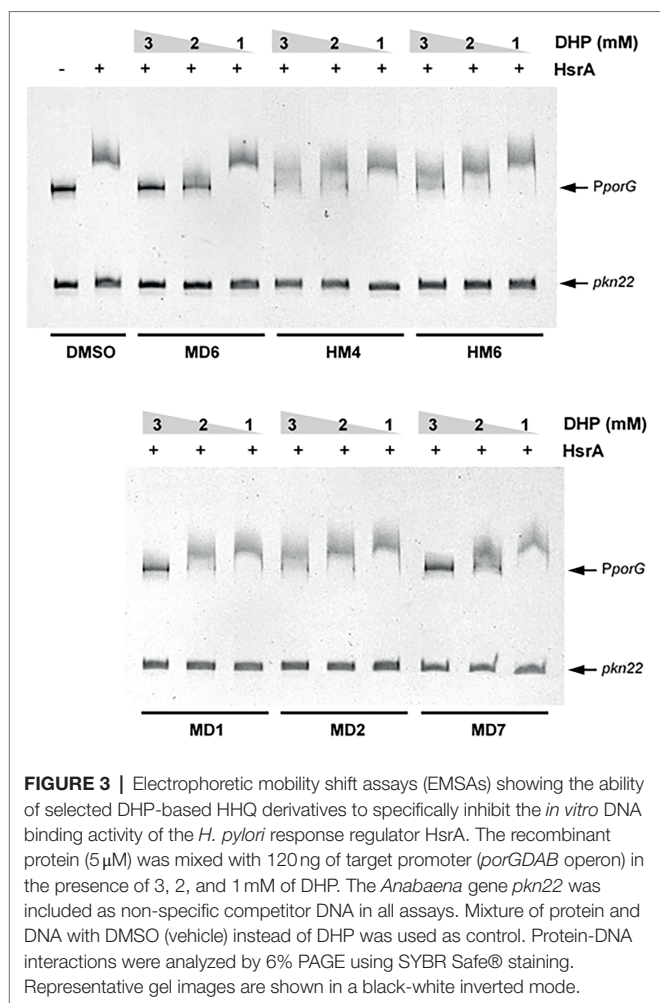 3 2 1 3 2 1 3 2 1 DHP (mM)
- + + + + + + + + + + HsrA
PporG
pkn22
DMSO MD6 HM4 HM6
3 2 1 3 2 1 3 2 1 DHP (mM)
+ + + + + + + + + HsrA
PporG
pkn22
MD1 MD2 MD7
FIGURE 3 | Electrophoretic mobility shift assays (EMSAs) showing the ability
of selected DHP-based HHQ derivatives to specifically inhibit the in vitro DNA
binding activity of the H. pylori response regulator HsrA. The recombinant
protein (5 μM) was mixed with 120 ng of target promoter (porGDAB operon) in
the presence of 3, 2, and 1 mM of DHP. The Anabaena gene pkn22 was
included as non-specific competitor DNA in all assays. Mixture of protein and
DNA with DMSO (vehicle) instead of DHP was used as control. Protein-DNA
interactions were analyzed by 6% PAGE using SYBR Safe® staining.
Representative gel images are shown in a black-white inverted mode.